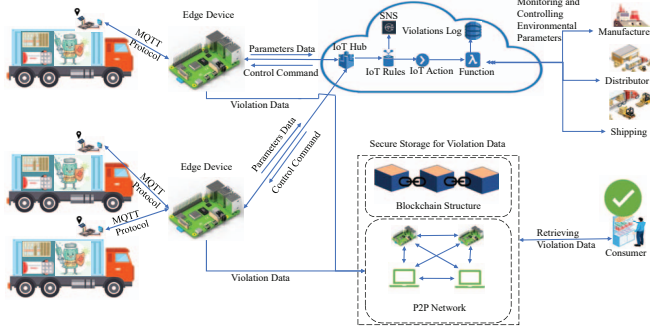 Edge Device
MQTT
Protocol
Parameters Data
Control Command
Violation Data
SNS
Violations Log
IoT Hub
IoT Rules
IoT Action
Function
Monitoring and
Controlling
Environmental
Parameters
Manufacture
Distributor
Shipping
Edge Device
MQTT
Protocol
MQTT
Protocol
Parameters Data
Control Command
Violation Data
Secure Storage for Violation Data
Blockchain Structure
P2P Network
Retrieving
Violation Data
Consumer